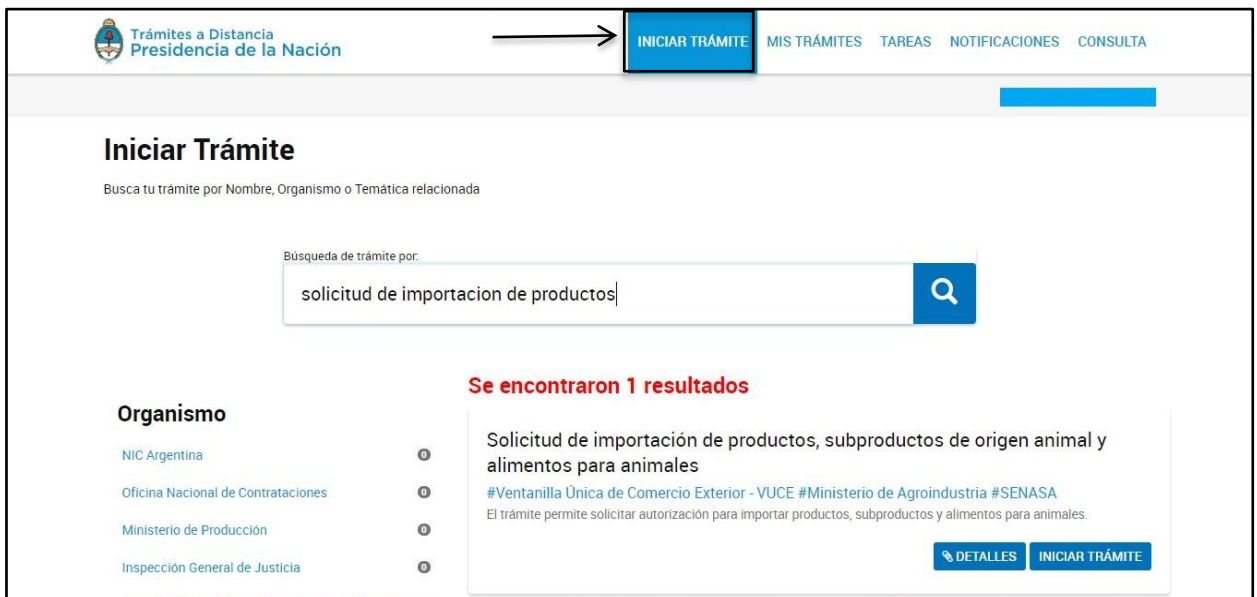 Trámites a Distancia
Presidencia de la Nación
INICIAR TRÁMITE MIS TRÁMITES TAREAS NOTIFICACIONES CONSULTA
Iniciar Trámite
Busca tu trámite por Nombre, Organismo o Temática relacionada
Búsqueda de trámite por:
solicitud de importacion de productos
Se encontraron 1 resultados
Organismo
NIC Argentina 0
Oficina Nacional de Contrataciones 0
Ministerio de Producción 0
Inspección General de Justicia 0
Solicitud de importación de productos, subproductos de origen animal y
alimentos para animales
#Ventanilla Única de Comercio Exterior - VUCE #Ministerio de Agroindustria #SENASA
El trámite permite solicitar autorización para importar productos, subproductos y alimentos para animales.
DETALLES INICIAR TRÁMITE